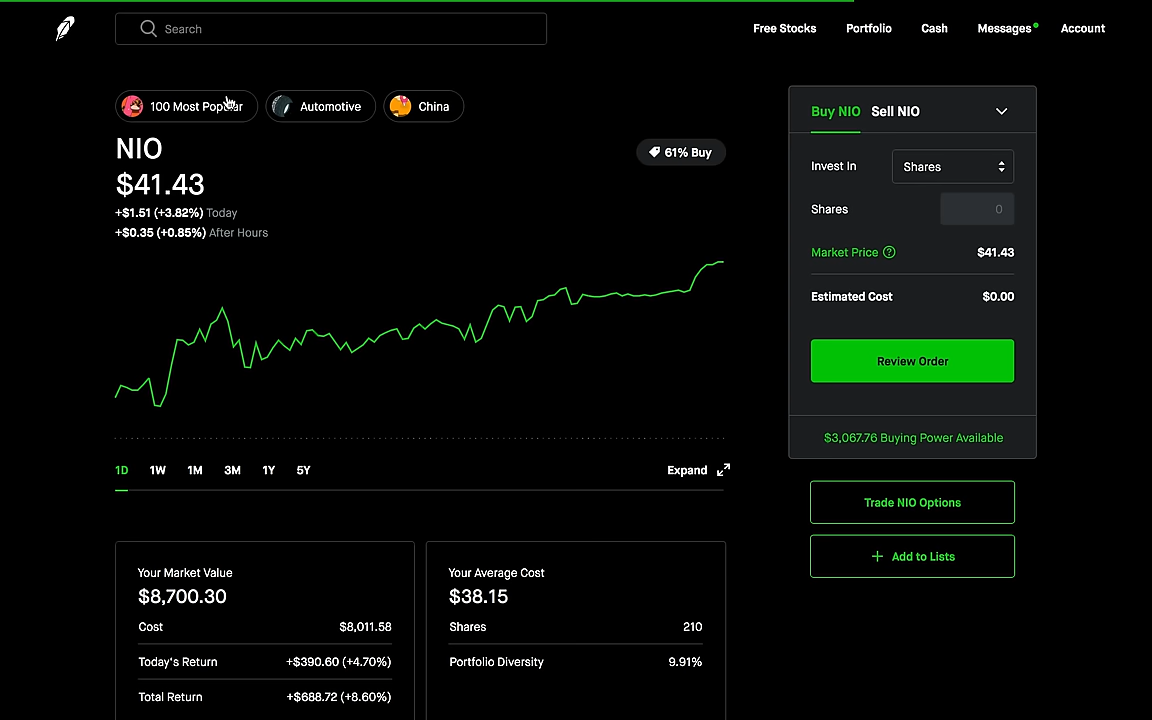 Search
Free Stocks
Portfolio
Cash
Messages
Account
100 Most Popular
Automotive
China
NIO
61% Buy
$41.43
+$1.51 (+3.82%) Today
+$0.35 (+0.85%) After Hours
1D
1W
1M
3M
1Y
5Y
Expand
Your Market Value
$8,700.30
Cost $8,011.58
Today's Return +$390.60 (+4.70%)
Total Return +$688.72 (+8.60%)
Your Average Cost
$38.15
Shares 210
Portfolio Diversity 9.91%
Buy NIO Sell NIO
Invest In Shares
Shares 0
Market Price ? $41.43
Estimated Cost $0.00
Review Order
$3,067.76 Buying Power Available
Trade NIO Options
+ Add to Lists